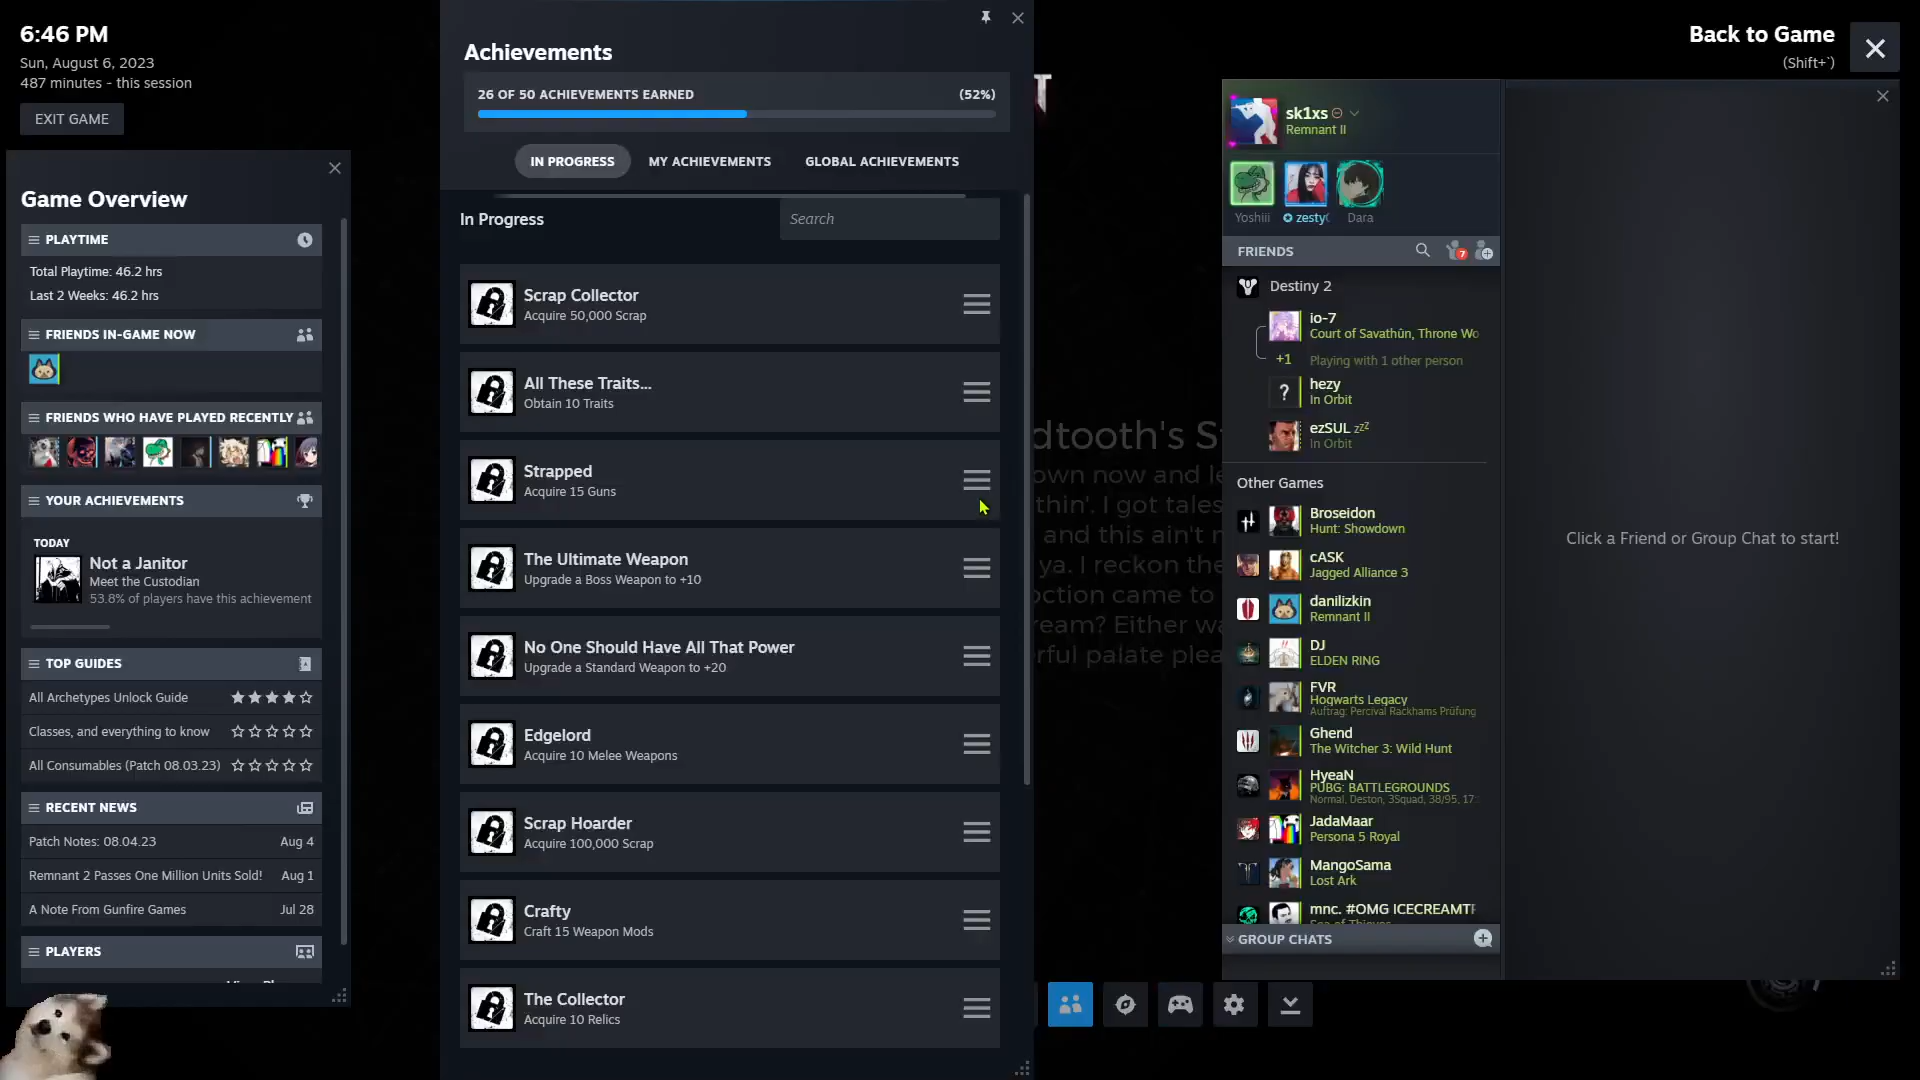 6:46 PM
Sun, August 6, 2023
487 minutes - this session
EXIT GAME
Game Overview
PLAYTIME
Total Playtime: 46.2 hrs
Last 2 Weeks: 46.2 hrs
FRIENDS IN-GAME NOW
FRIENDS WHO HAVE PLAYED RECENTLY
YOUR ACHIEVEMENTS
TODAY
Not a Janitor
Meet the Custodian
53.8% of players have this achievement
TOP GUIDES
All Archetypes Unlock Guide
Classes, and everything to know
All Consumables (Patch 08.03.23)
RECENT NEWS
Patch Notes: 08.04.23 Aug 4
Remnant 2 Passes One Million Units Sold! Aug 1
A Note From Gunfire Games Jul 28
PLAYERS
Achievements
26 OF 50 ACHIEVEMENTS EARNED (52%)
IN PROGRESS MY ACHIEVEMENTS GLOBAL ACHIEVEMENTS
In Progress Search
Scrap Collector
Acquire 50,000 Scrap
All These Traits...
Obtain 10 Traits
Strapped
Acquire 15 Guns
The Ultimate Weapon
Upgrade a Boss Weapon to +10
No One Should Have All That Power
Upgrade a Standard Weapon to +20
Edgelord
Acquire 10 Melee Weapons
Scrap Hoarder
Acquire 100,000 Scrap
Crafty
Craft 15 Weapon Mods
The Collector
Acquire 10 Relics
dtooth's S
own now and le
thin'. I got tales
and this ain't n
ya. I reckon the
ction came to
ream? Either wa
rful palate plea
Back to Game
(Shift+`)
sk1xs
Remnant II
Yoshiii zesty Dara
FRIENDS 7
Destiny 2
io-7
Court of Savathûn, Throne Wo
+1 Playing with 1 other person
? hezy
In Orbit
ezSUL zzz
In Orbit
Other Games
Broseidon
Hunt: Showdown
cASK
Jagged Alliance 3
danilizkin
Remnant II
DJ
ELDEN RING
FVR
Hogwarts Legacy
Auftrag: Percival Rackhams Prüfung
Ghend
The Witcher 3: Wild Hunt
HyeaN
PUBG: BATTLEGROUNDS
Normal, Deston, 3Squad, 38/95, 17:
JadaMaar
Persona 5 Royal
MangoSama
Lost Ark
mnc. #OMG ICECREAMTR
GROUP CHATS
Click a Friend or Group Chat to start!